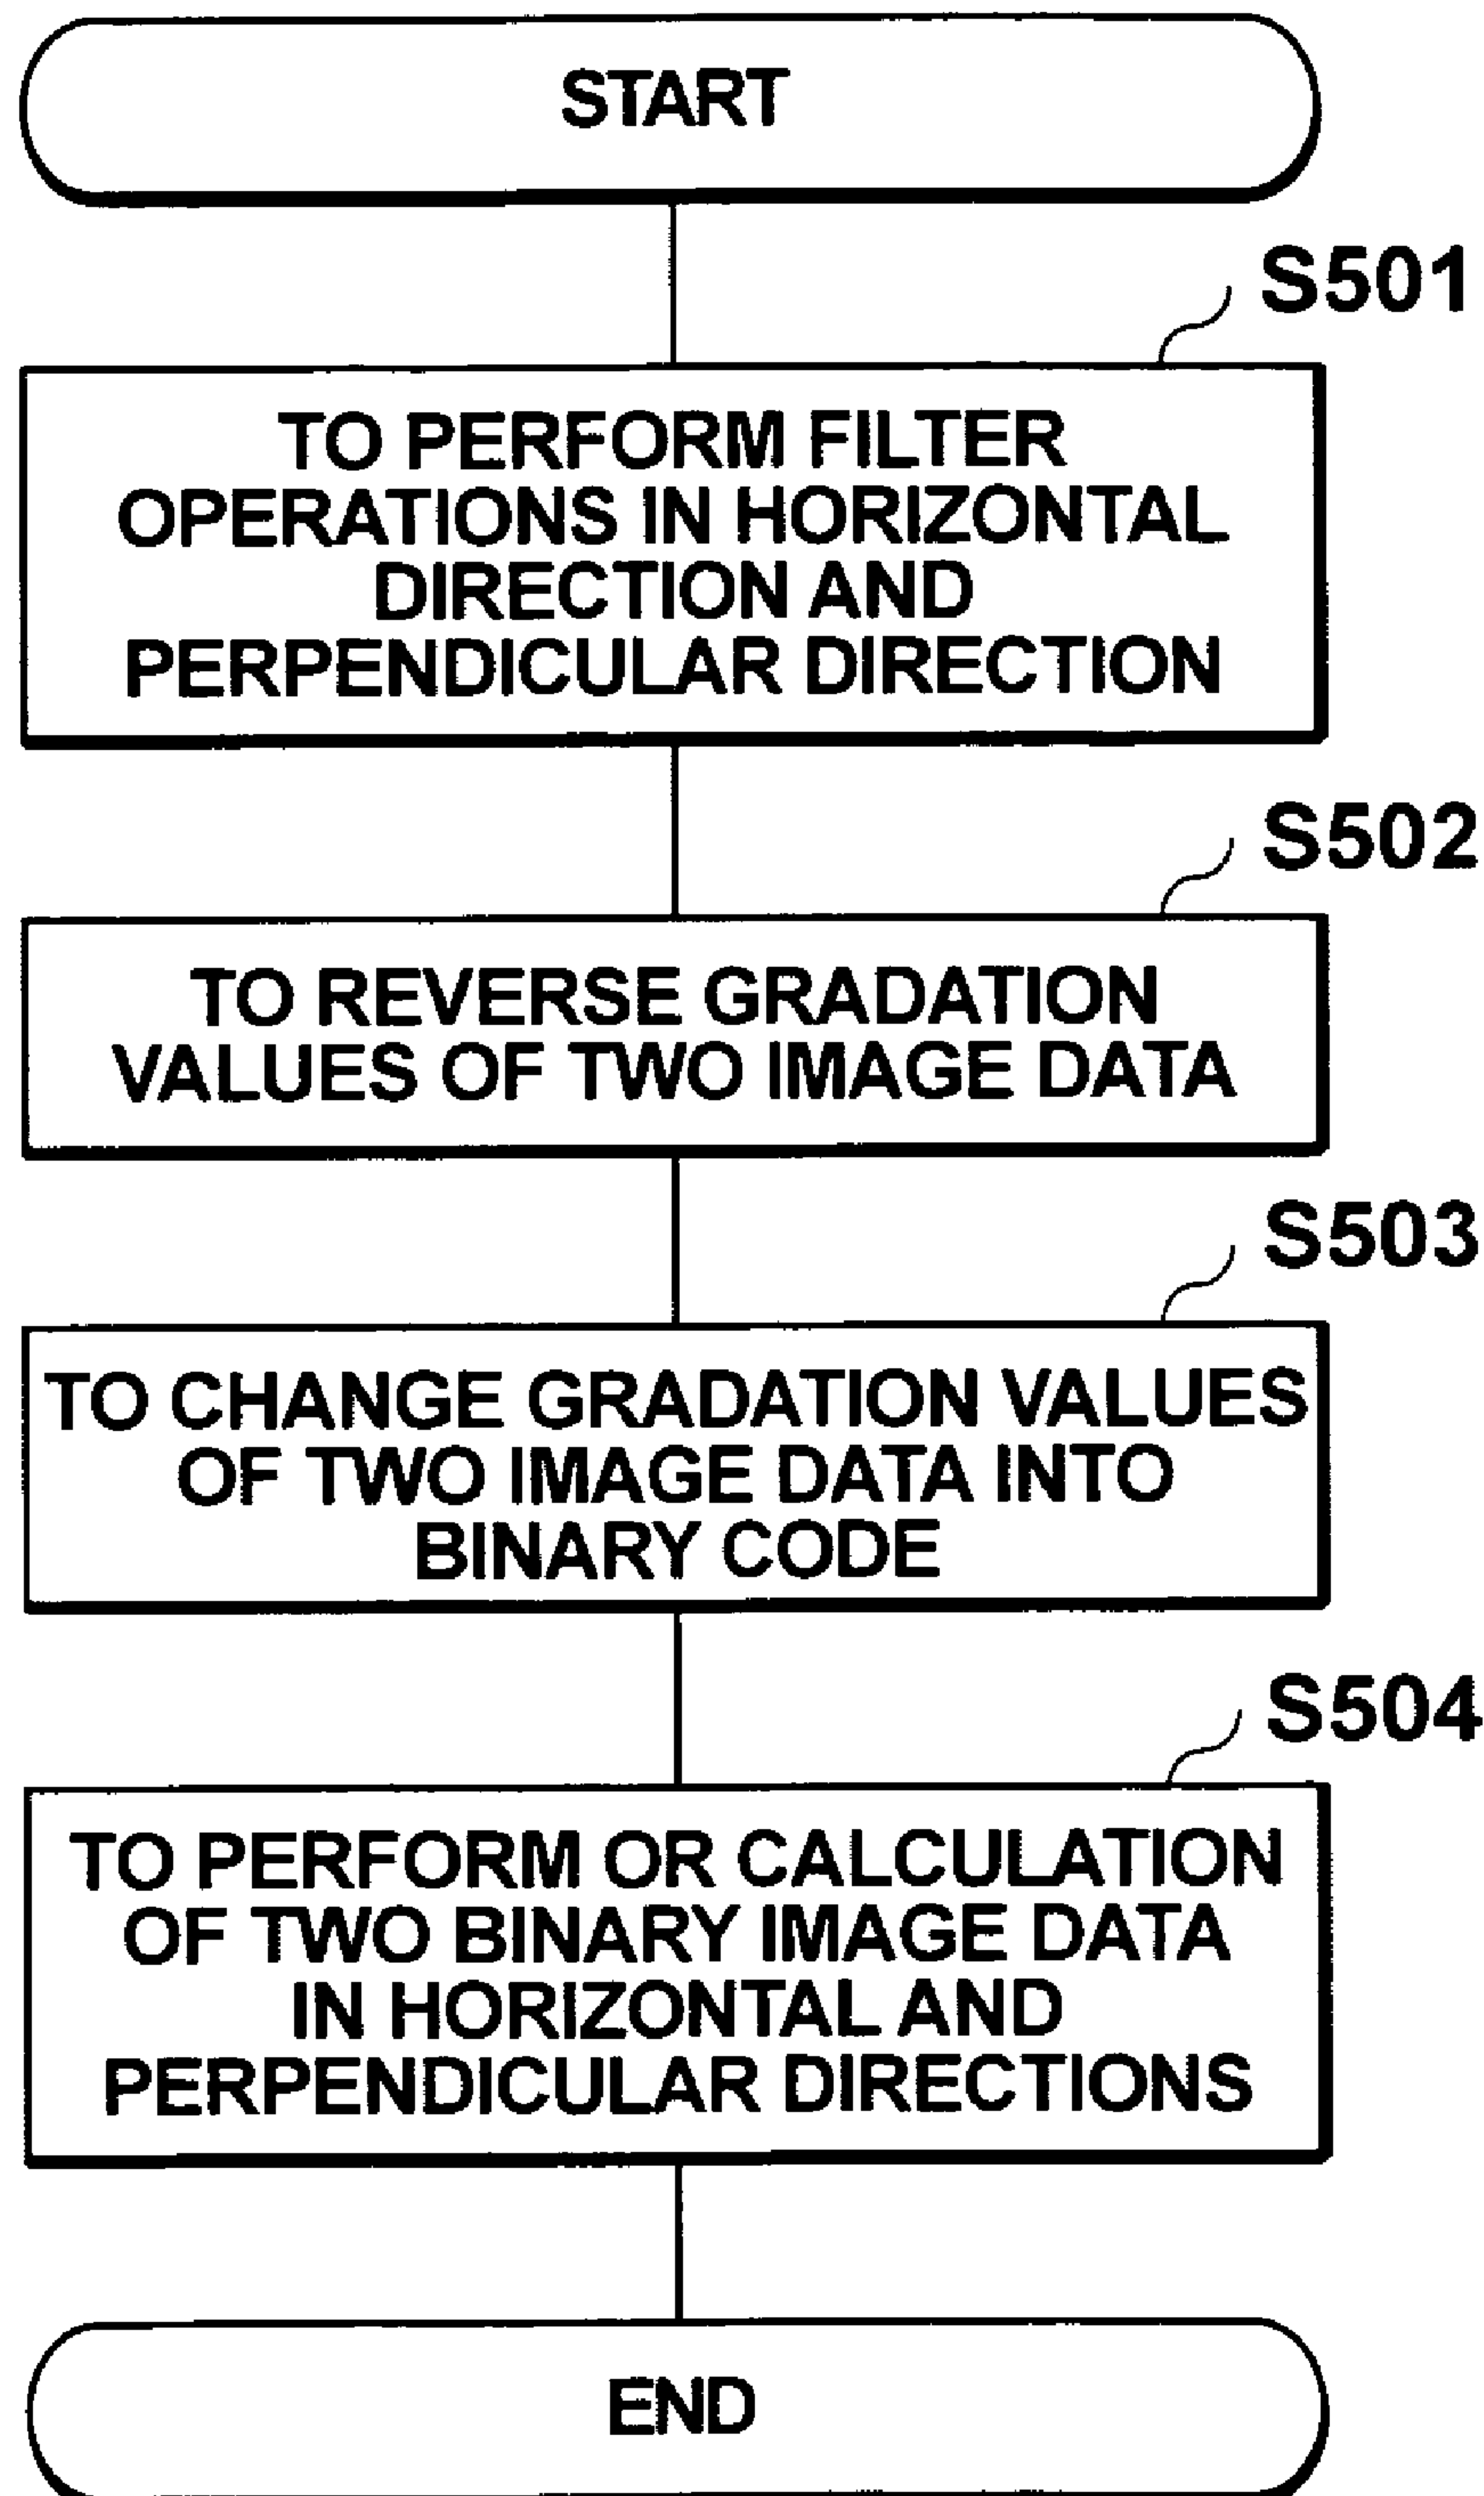 START
S501
TO PERFORM FILTER
OPERATIONS IN HORIZONTAL
DIRECTION AND
PERPENDICULAR DIRECTION
S502
TO REVERSE GRADATION
VALUES OF TWO IMAGE DATA
S503
TO CHANGE GRADATION VALUES
OF TWO IMAGE DATA INTO
BINARY CODE
S504
TO PERFORM OR CALCULATION
OF TWO BINARY IMAGE DATA
IN HORIZONTAL AND
PERPENDICULAR DIRECTIONS
END